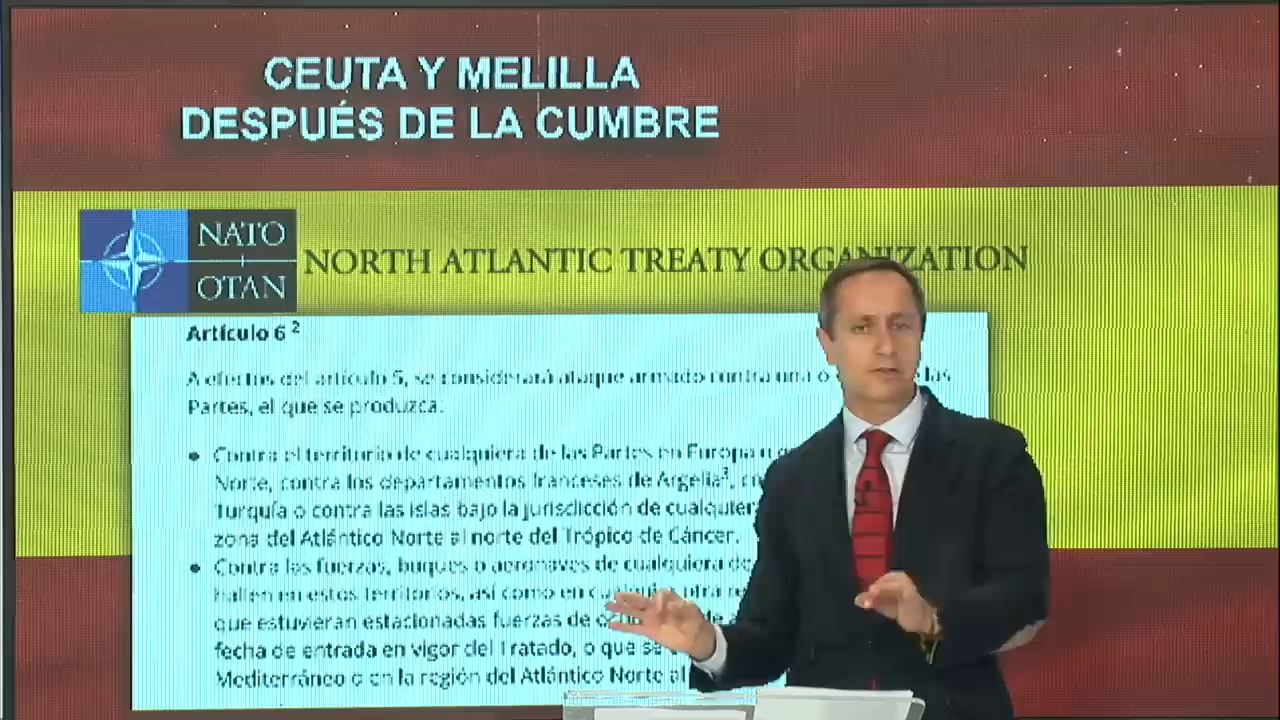 CEUTA Y MELILLA
DESPUÉS DE LA CUMBRE
NATO
OTAN
NORTH ATLANTIC TREATY ORGANIZATION
Artículo 6 ²
A efectos del artículo 5, se considerará ataque armado contra una o las
Partes, el que se produzca:
• Contra el territorio de cualquiera de las Partes en Europa o
Norte, contra los departamentos franceses de Argelia³,
Turquía o contra las islas bajo la jurisdicción de
zona del Atlántico Norte al norte del Trópico de Cáncer.
• Contra las fuerzas, buques o aeronaves de cualquiera de
hallen en estos territorios, así como en cualquier otra
que estuvieran estacionadas fuerzas de
fecha de entrada en vigor del Tratado, o que se
Mediterráneo o en la región del Atlántico Norte al